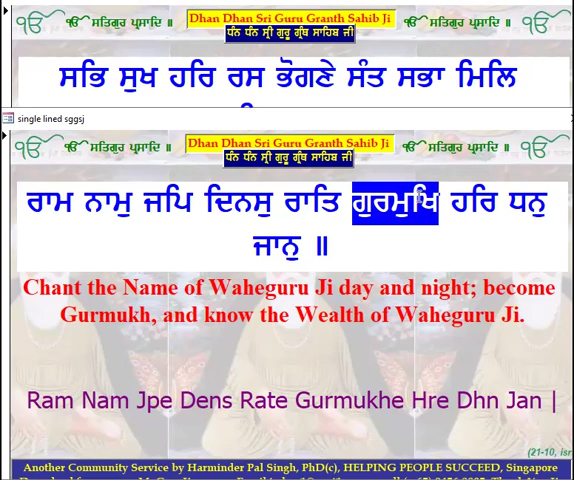 ੴ ੴ ਸਤਿਗੁਰ ਪ੍ਰਸਾਦਿ ॥ Dhan Dhan Sri Guru Granth Sahib Ji ੴ ਸਤਿਗੁਰ ਪ੍ਰਸਾਦਿ ॥ ੴ
ਧੰਨ ਧੰਨ ਸ੍ਰੀ ਗੁਰੂ ਗ੍ਰੰਥ ਸਾਹਿਬ ਜੀ
ਸਭਿ ਸੁਖ ਹਰਿ ਰਸ ਭੋਗਣੇ ਸੰਤ ਸਭਾ ਮਿਲਿ
single lined sggsj
ੴ ੴ ਸਤਿਗੁਰ ਪ੍ਰਸਾਦਿ ॥ Dhan Dhan Sri Guru Granth Sahib Ji ੴ ਸਤਿਗੁਰ ਪ੍ਰਸਾਦਿ ॥ ੴ
ਧੰਨ ਧੰਨ ਸ੍ਰੀ ਗੁਰੂ ਗ੍ਰੰਥ ਸਾਹਿਬ ਜੀ
ਰਾਮ ਨਾਮੁ ਜਪਿ ਦਿਨਸੁ ਰਾਤਿ ਗੁਰਮੁਖਿ ਹਰਿ ਧਨੁ
ਜਾਨੁ ॥
Chant the Name of Waheguru Ji day and night; become
Gurmukh, and know the Wealth of Waheguru Ji.
Ram Nam Jpe Dens Rate Gurmukhe Hre Dhn Jan |
(21-10, isr
Another Community Service by Harminder Pal Singh, PhD(c), HELPING PEOPLE SUCCEED, Singapore